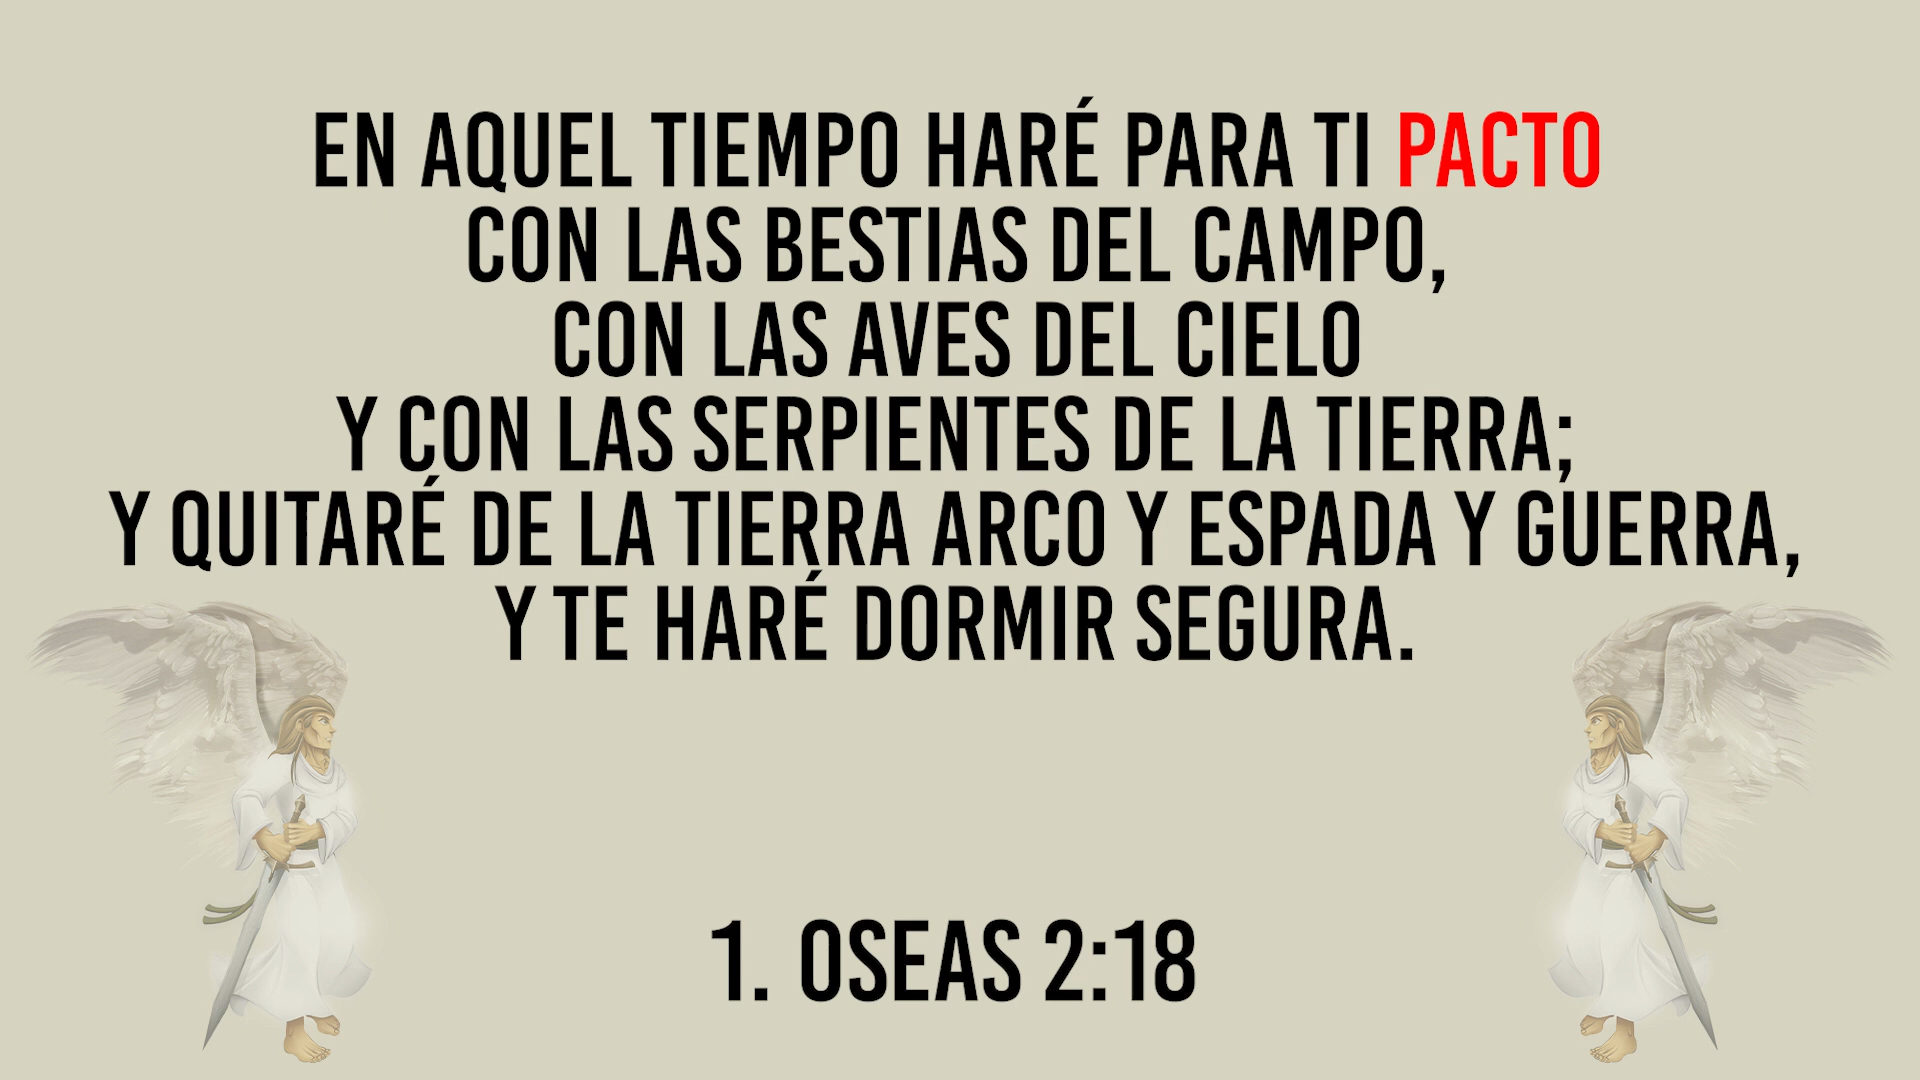 EN AQUEL TIEMPO HARÉ PARA TI PACTO
CON LAS BESTIAS DEL CAMPO,
CON LAS AVES DEL CIELO
Y CON LAS SERPIENTES DE LA TIERRA;
Y QUITARÉ DE LA TIERRA ARCO Y ESPADA Y GUERRA,
Y TE HARÉ DORMIR SEGURA.
1. OSEAS 2:18